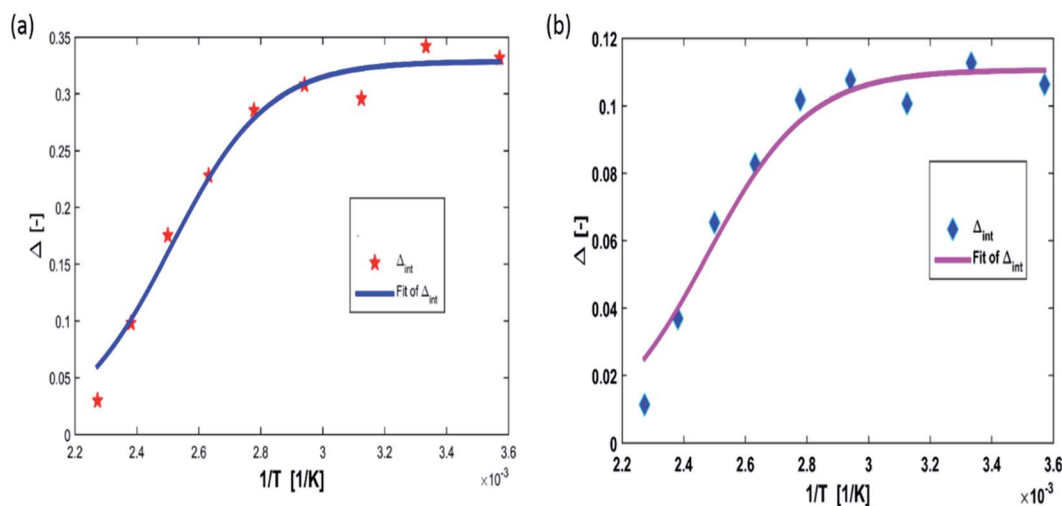 (a)
0.35
0.3
0.25
0.2
0.15
0.1
0.05
0
Δ [-]
Δint
Fit of Δint
2.2 2.4 2.6 2.8 3 3.2 3.4 3.6
1/T [1/K] ×10-3
(b)
0.12
0.1
0.08
0.06
0.04
0.02
0
Δ [-]
Δint
Fit of Δint
2.2 2.4 2.6 2.8 3 3.2 3.4 3.6
1/T [1/K] ×10-3